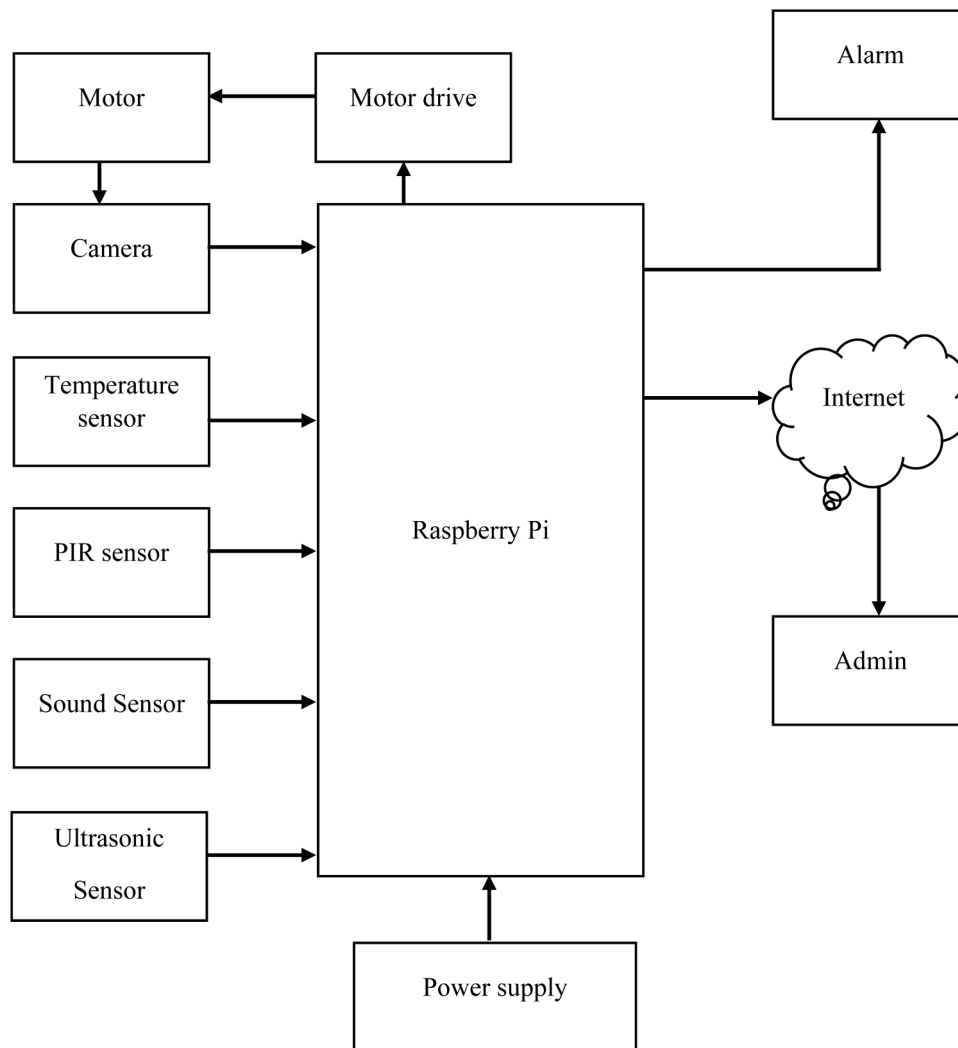 Alarm
Motor
Motor drive
Camera
Temperature
sensor
Internet
Raspberry Pi
PIR sensor
Admin
Sound Sensor
Ultrasonic
Sensor
Power supply